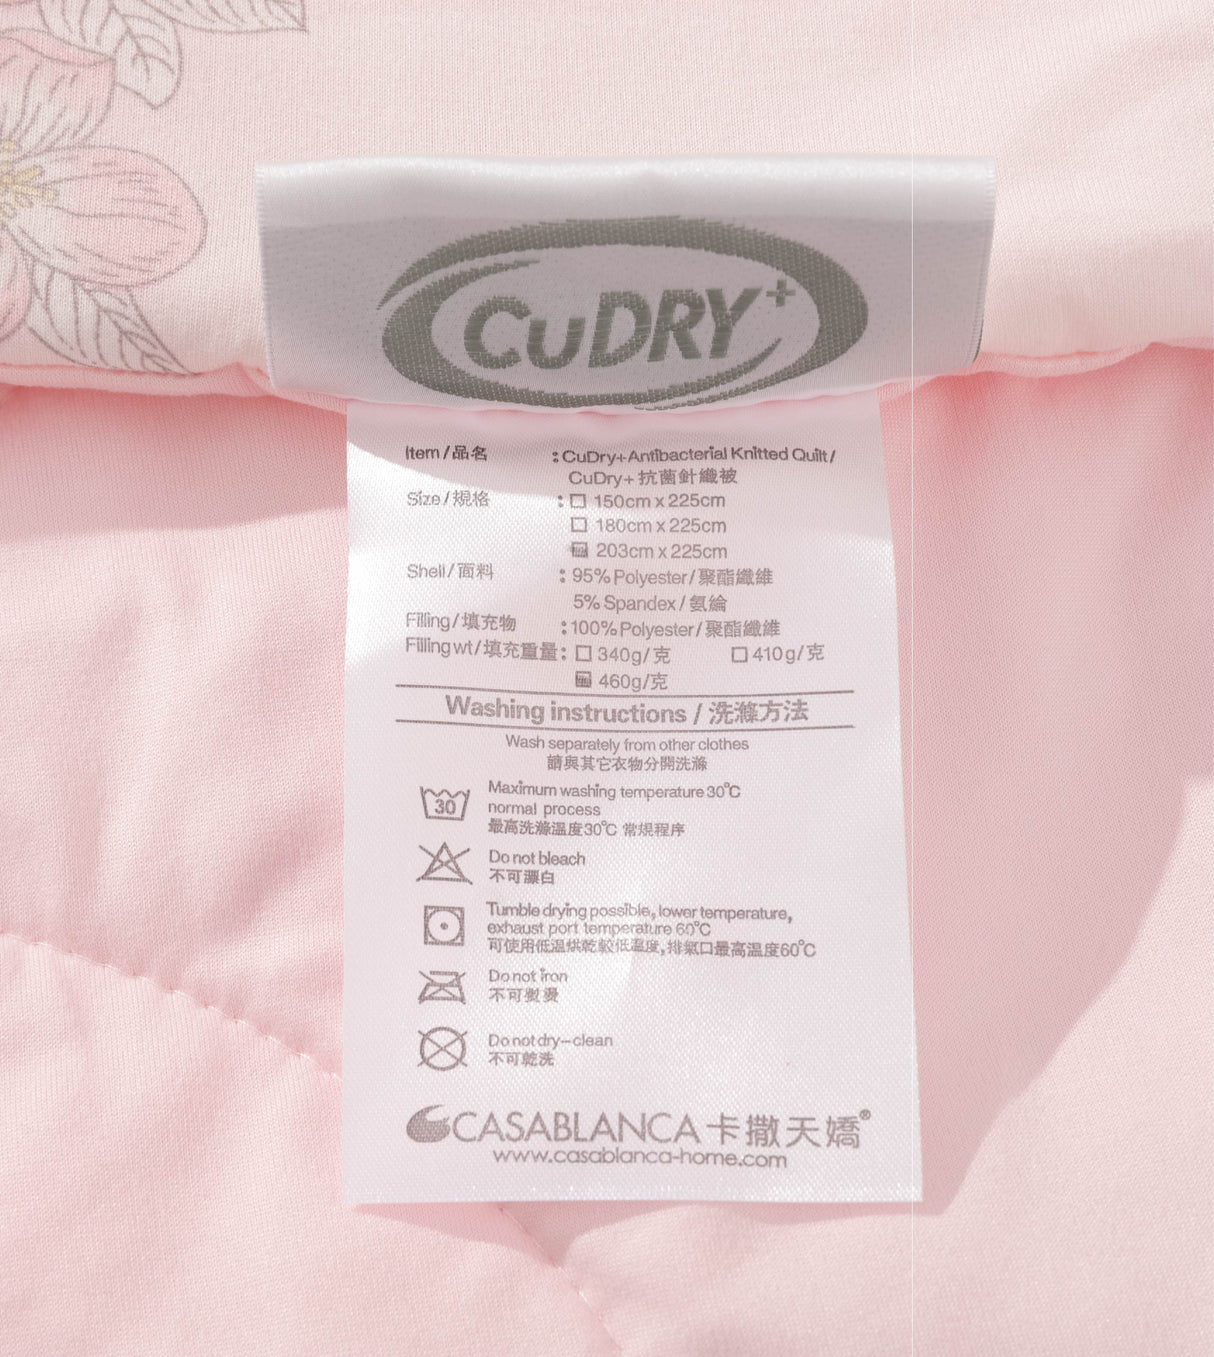 CuDRY+
Item/品名 : CuDry+Antibacterial Knitted Quilt/
CuDry+ 抗菌針織被
Size/規格 : □ 150cm x 225cm
□ 180cm x 225cm
■ 203cm x 225cm
Shell/面料 : 95% Polyester/聚酯纖維
5% Spandex/氨綸
Filling/填充物 : 100% Polyester/聚酯纖維
Filling wt/填充重量: □ 340g/克 □ 410g/克
■ 460g/克
Washing instructions / 洗滌方法
Wash separately from other clothes
請與其它衣物分開洗滌
30
Maximum washing temperature 30℃
normal process
最高洗滌溫度30℃ 常規程序
Do not bleach
不可漂白
Tumble drying possible, lower temperature,
exhaust port temperature 60℃
可使用低溫烘乾較低溫度,排氣口最高溫度60℃
Do not iron
不可熨燙
Do not dry-clean
不可乾洗
CASABLANCA 卡撒天嬌®
www.casablanca-home.com